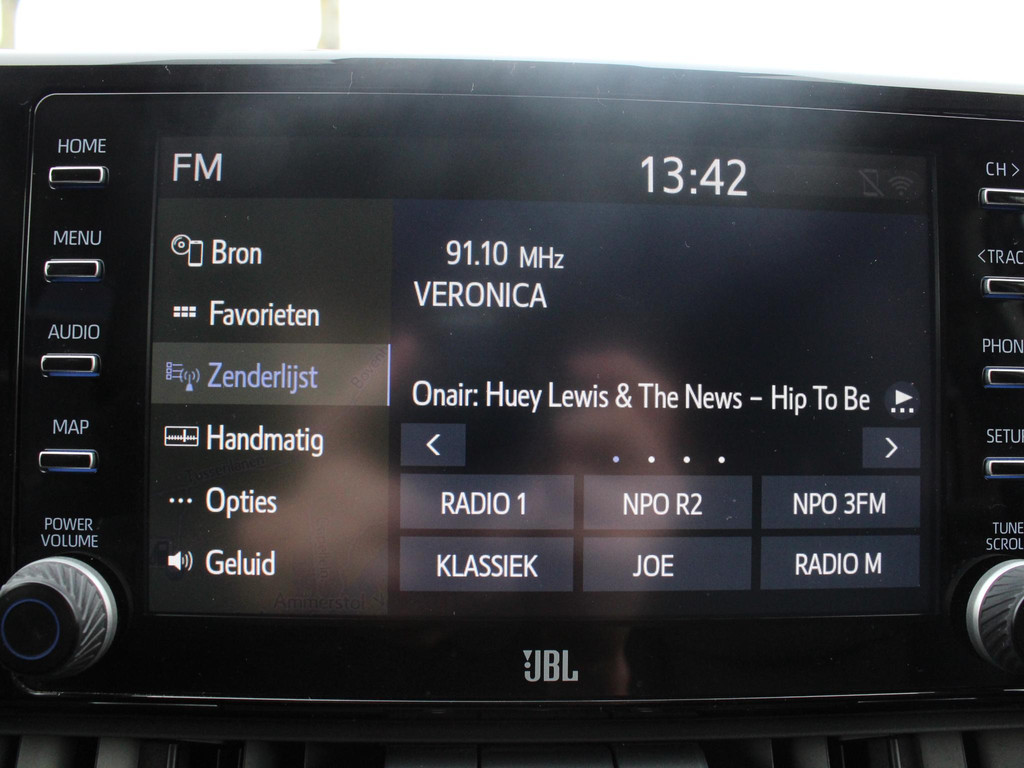 HOME
MENU
AUDIO
MAP
POWER
VOLUME
FM
13:42
Bron
Favorieten
Zenderlijst
Handmatig
Opties
Geluid
91.10 MHz
VERONICA
Onair: Huey Lewis & The News - Hip To Be
RADIO 1
NPO R2
NPO 3FM
KLASSIEK
JOE
RADIO M
Ammerstol
CH >
<TRAC
PHON
SETU
TUNE
SCROL
JBL